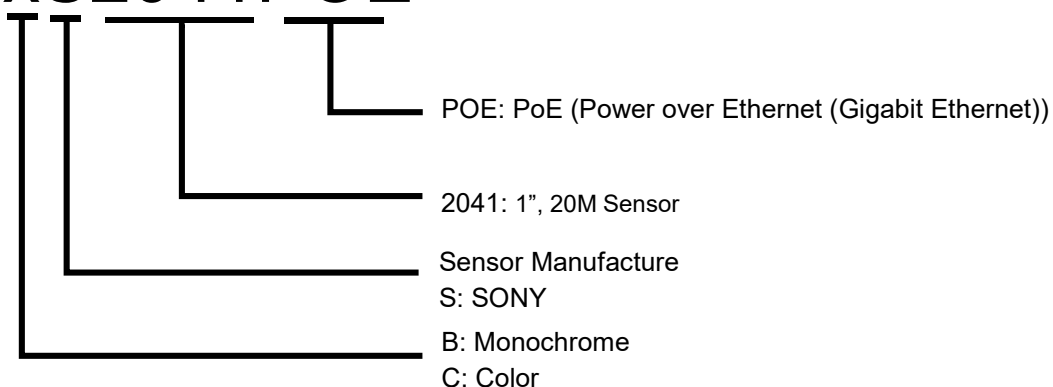 POE: PoE (Power over Ethernet (Gigabit Ethernet))
2041: 1”, 20M Sensor
Sensor Manufacture
S: SONY
B: Monochrome
C: Color